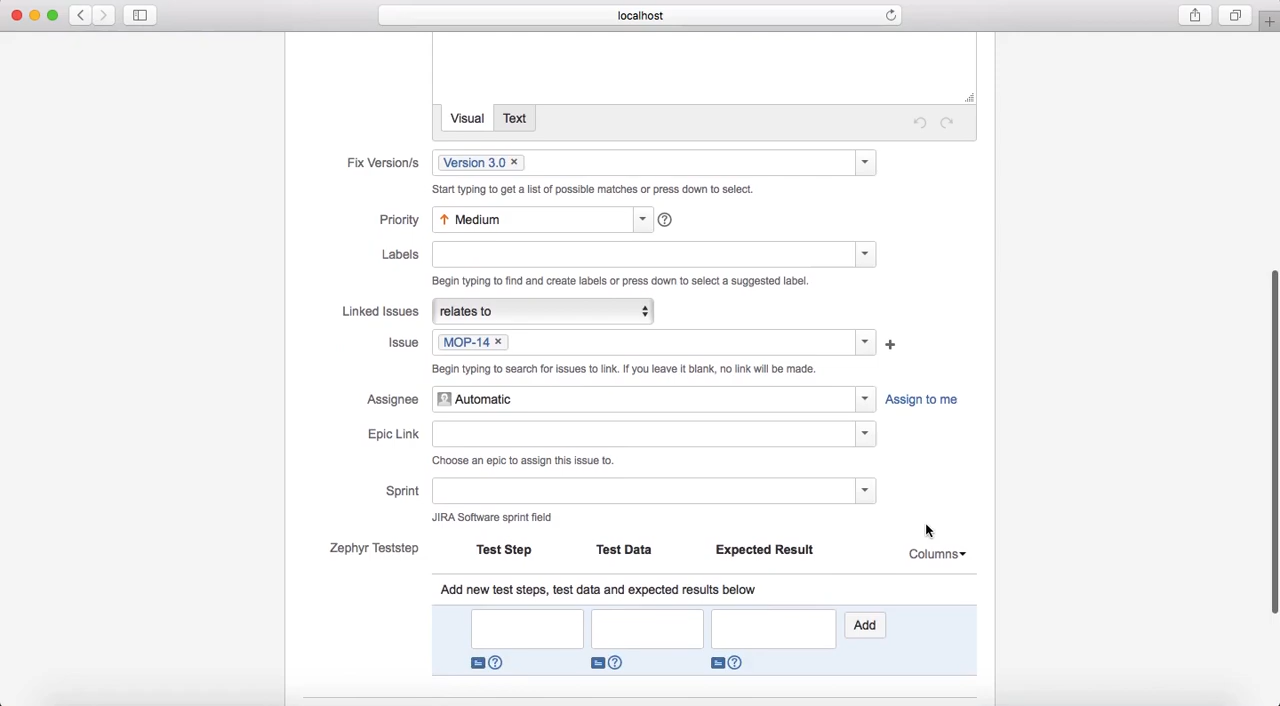 localhost
Visual Text
Fix Version/s Version 3.0 ×
Start typing to get a list of possible matches or press down to select.
Priority Medium ?
Labels
Begin typing to find and create labels or press down to select a suggested label.
Linked Issues relates to
Issue MOP-14 × +
Begin typing to search for issues to link. If you leave it blank, no link will be made.
Assignee Automatic Assign to me
Epic Link
Choose an epic to assign this issue to.
Sprint
JIRA Software sprint field
Zephyr Teststep Test Step Test Data Expected Result Columns
Add new test steps, test data and expected results below
Add
? ? ?